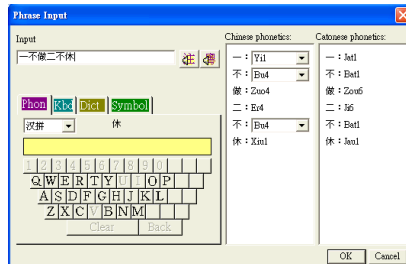 Phrase Input
Input
一不做二不休
Phon Kbd Dict Symbol
汉拼 休
1 2 3 4 5 6 7 8 9 0
Q W E R T Y U I O P
A S D F G H J K L
Z X C V B N M
Clear Back
Chinese phonetics:
一：Yi1
不：Bu4
做：Zuo4
二：Er4
不：Bu4
休：Xiu1
Catonese phonetics:
一：Jat1
不：Bat1
做：Zou6
二：Ji6
不：Bat1
休：Jau1
OK Cancel